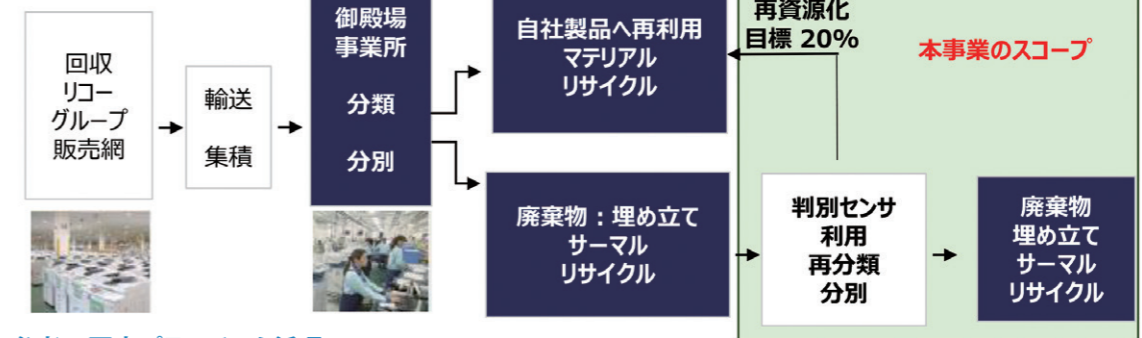 回収
リコー
グループ
販売網
輸送
集積
御殿場
事業所
分類
分別
自社製品へ再利用
マテリアル
リサイクル
廃棄物：埋め立て
サーマル
リサイクル
再資源化
目標 20%
本事業のスコープ
判別センサ
利用
再分類
分別
廃棄物
埋め立て
サーマル
リサイクル